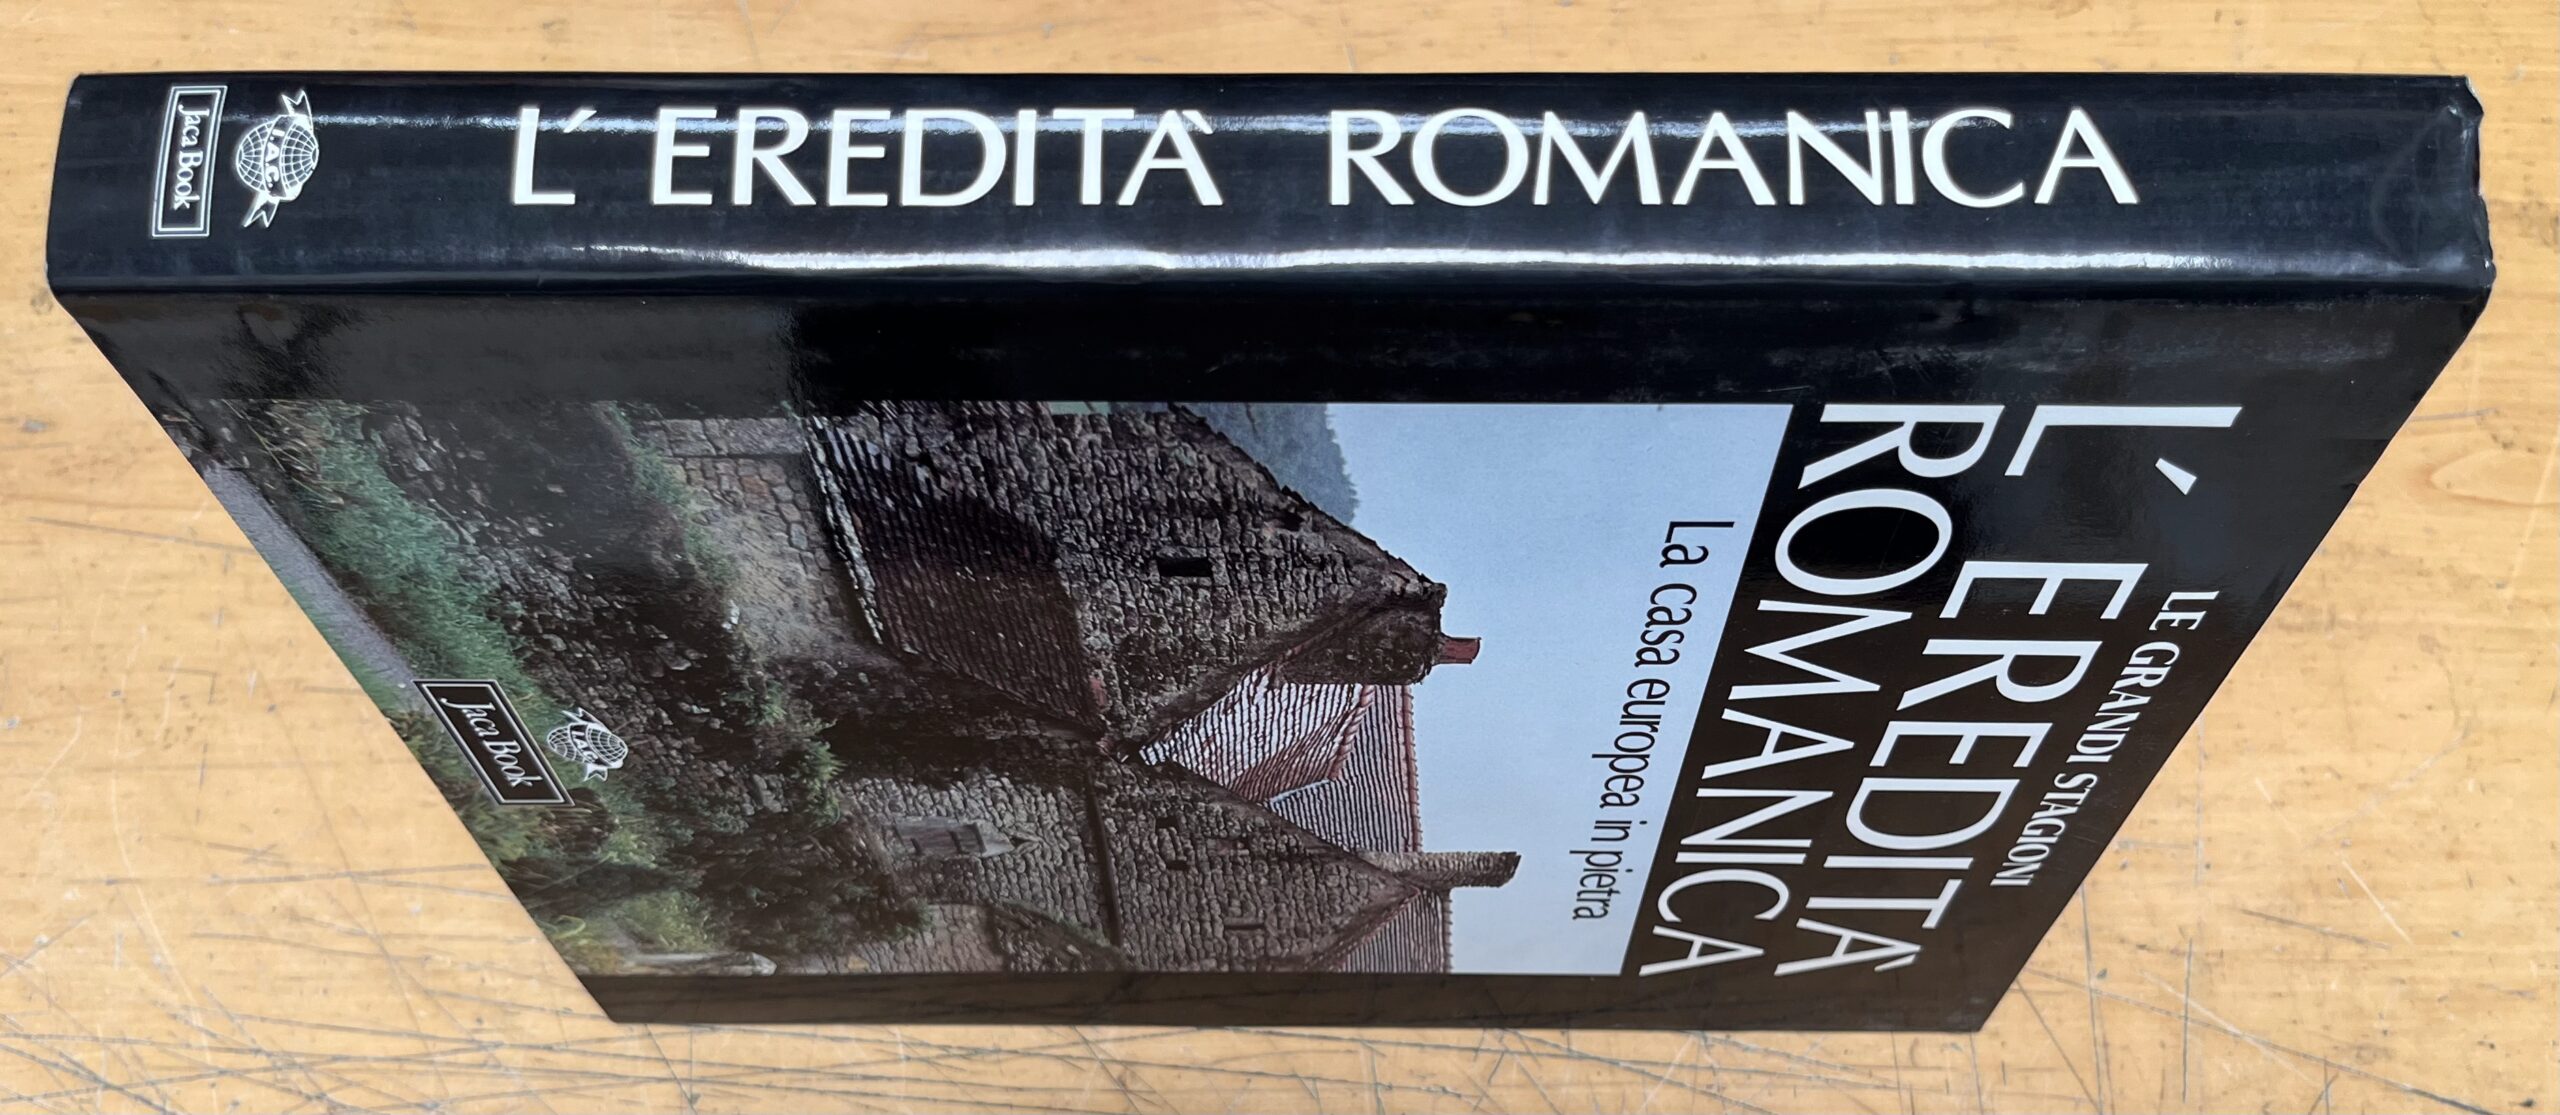 L'EREDITÀ ROMANICA
I.A.C.
Jaca Book
LE GRANDI STAGIONI
L'EREDITÀ
ROMANICA
La casa europea in pietra
I.A.C.
Jaca Book